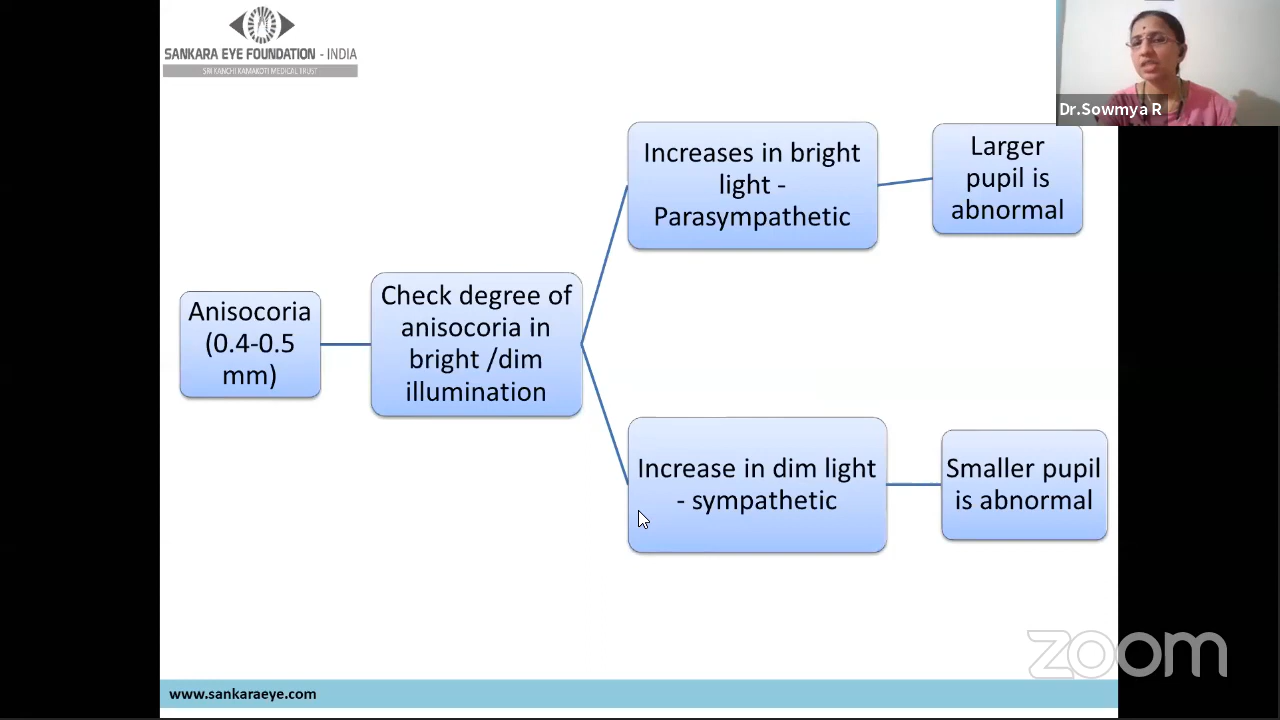 SANKARA EYE FOUNDATION - INDIA
SRI KANCHI KAMAKOTI MEDICAL TRUST
Dr.Sowmya R
Increases in bright
light -
Parasympathetic
Larger
pupil is
abnormal
Anisocoria
(0.4-0.5
mm)
Check degree of
anisocoria in
bright /dim
illumination
Increase in dim light
- sympathetic
Smaller pupil
is abnormal
zoom
www.sankaraeye.com